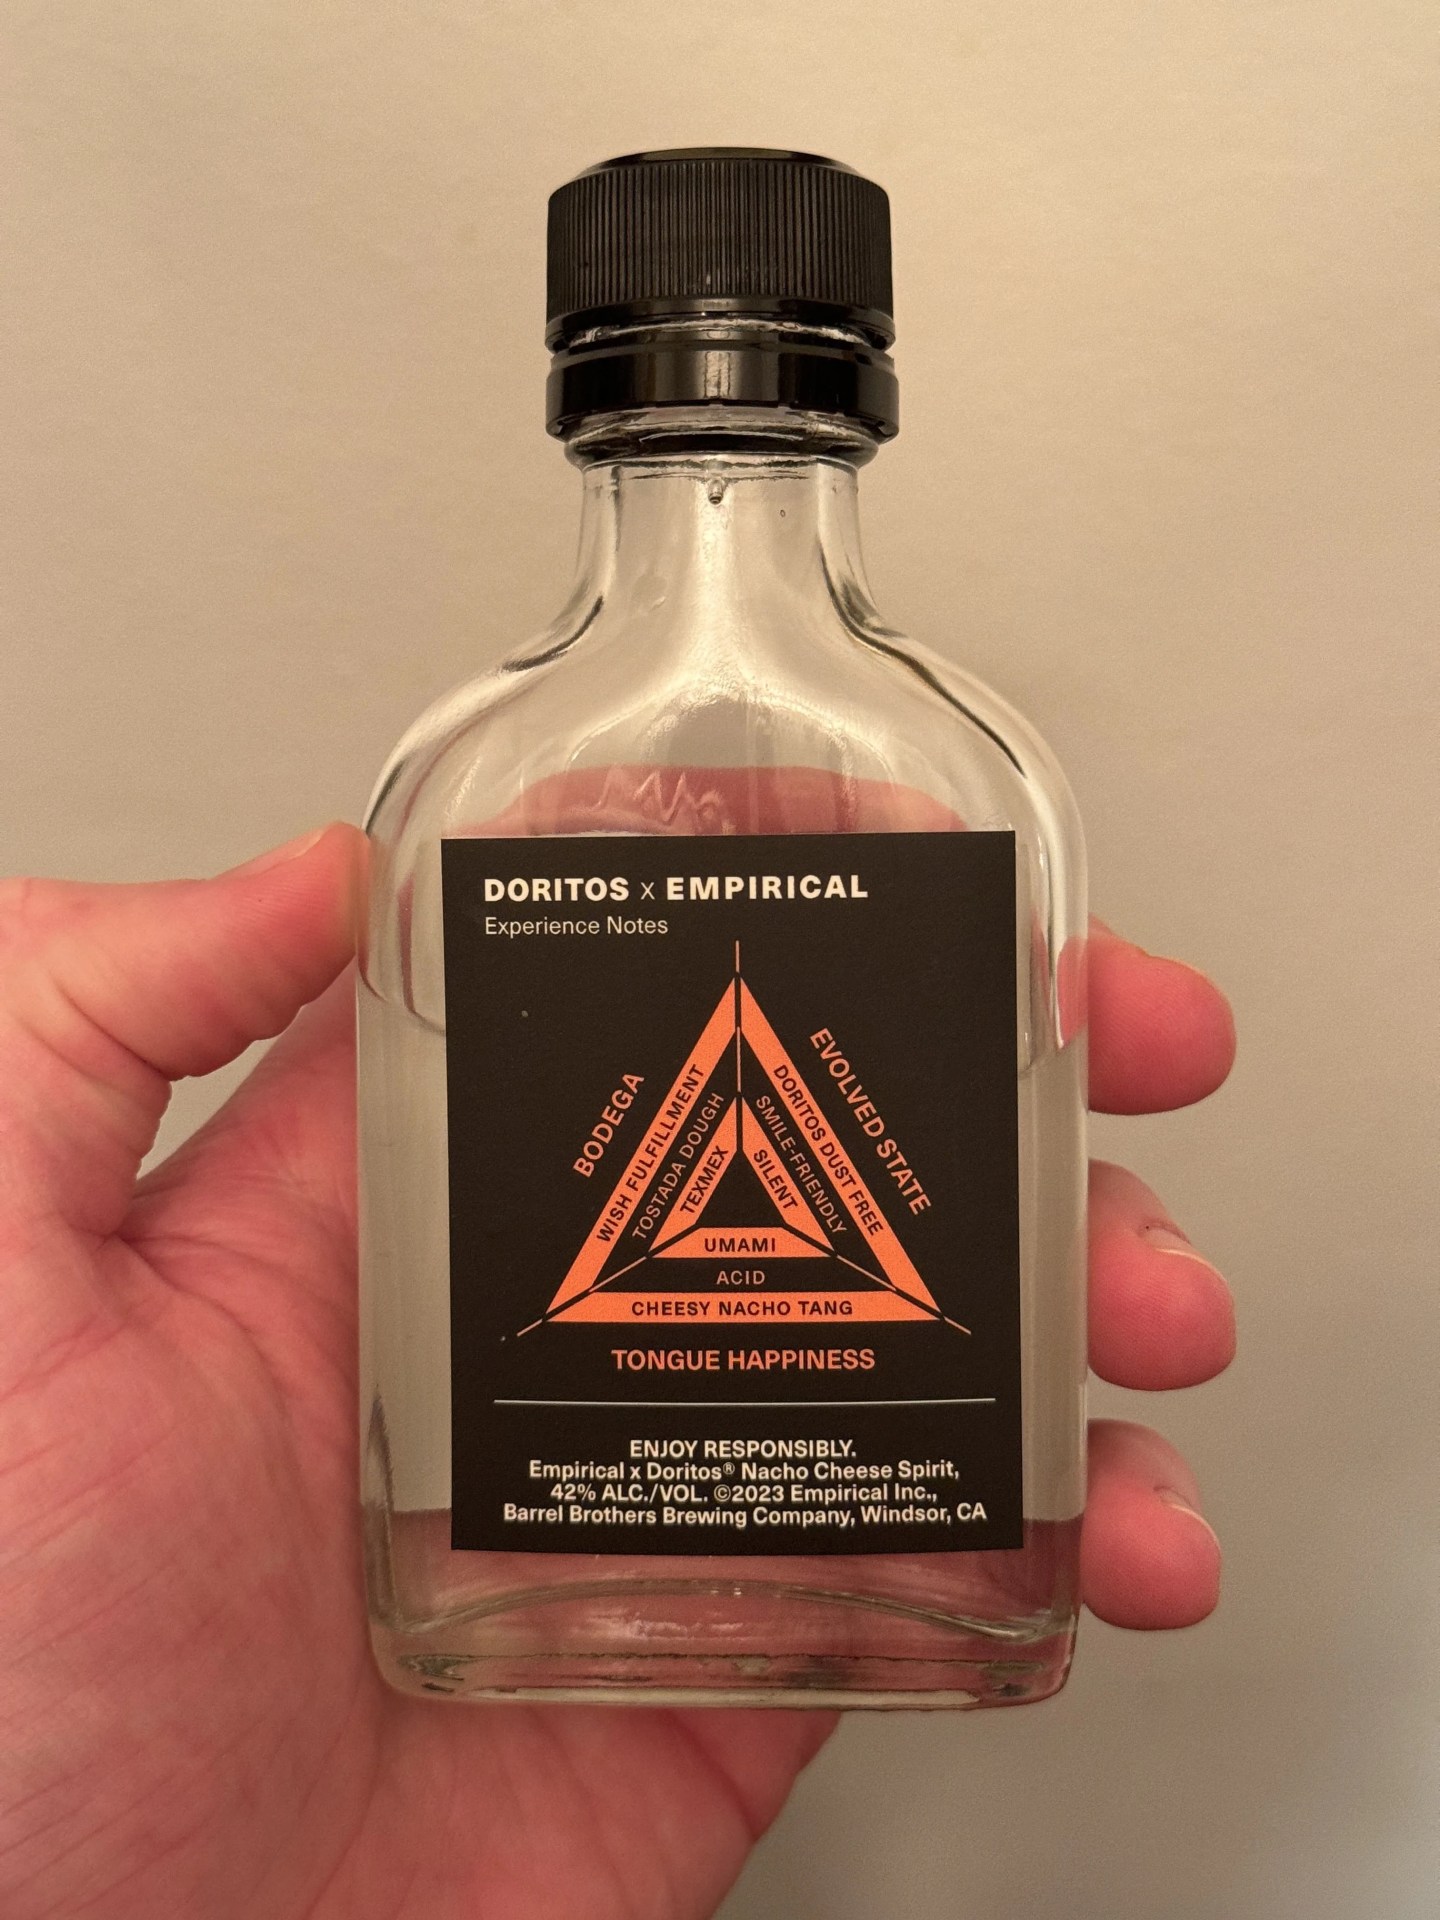 DORITOS x EMPIRICAL
Experience Notes
BODEGA
WISH FULFILLMENT
TOSTADA DOUGH
TEXMEX
EVOLVED STATE
DORITOS DUST FREE
SMILE-FRIENDLY
SILENT
UMAMI
ACID
CHEESY NACHO TANG
TONGUE HAPPINESS
ENJOY RESPONSIBLY.
Empirical x Doritos® Nacho Cheese Spirit,
42% ALC./VOL. ©2023 Empirical Inc.,
Barrel Brothers Brewing Company, Windsor, CA